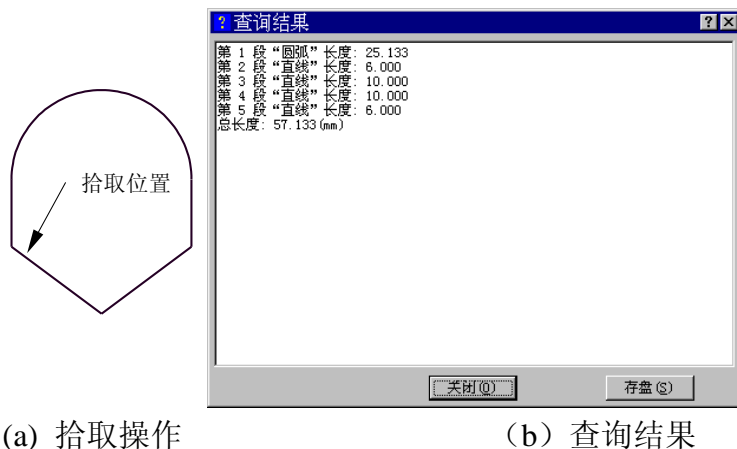 ? 查询结果 ? ×
第 1 段“圆弧”长度: 25.133
第 2 段“直线”长度: 6.000
第 3 段“直线”长度: 10.000
第 4 段“直线”长度: 10.000
第 5 段“直线”长度: 6.000
总长度: 57.133(mm)
拾取位置
关闭(O) 存盘(S)
(a) 拾取操作 （b）查询结果